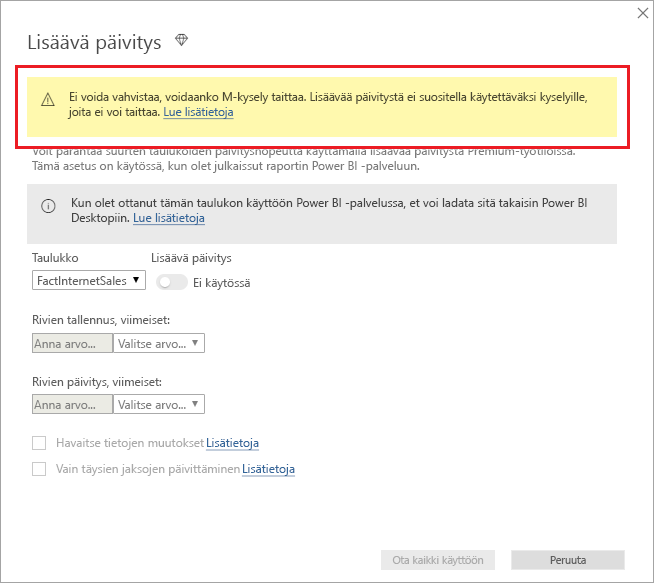 Lisäävä päivitys
Ei voida vahvistaa, voidaanko M-kysely taittaa. Lisäävää päivitystä ei suositella käytettäväksi kyselyille,
joita ei voi taittaa. Lue lisätietoja
Voit parantaa suurten taulukoiden päivitysnopeutta käyttämällä lisäävää päivitystä Premium-työtiloissa.
Tämä asetus on käytössä, kun olet julkaissut raportin Power BI -palveluun.
Kun olet ottanut tämän taulukon käyttöön Power BI -palvelussa, et voi ladata sitä takaisin Power BI
Desktopiin. Lue lisätietoja
Taulukko Lisäävä päivitys
FactInternetSales Ei käytössä
Rivien tallennus, viimeiset:
Anna arvo... Valitse arvo...
Rivien päivitys, viimeiset:
Anna arvo... Valitse arvo...
Havaitse tietojen muutokset Lisätietoja
Vain täysien jaksojen päivittäminen Lisätietoja
Ota kaikki käyttöön Peruuta